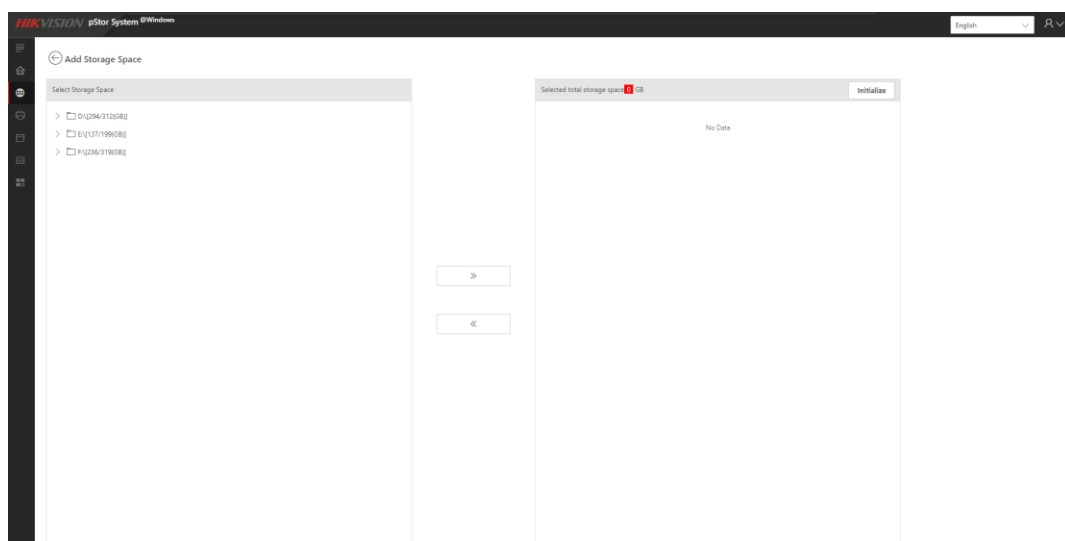 HIKVISION pStor System @Windows
English
Add Storage Space
Select Storage Space
D:\[294/312(GB)]
E:\[137/199(GB)]
F:\[236/319(GB)]
Selected total storage space 0 GB
Initialize
No Data